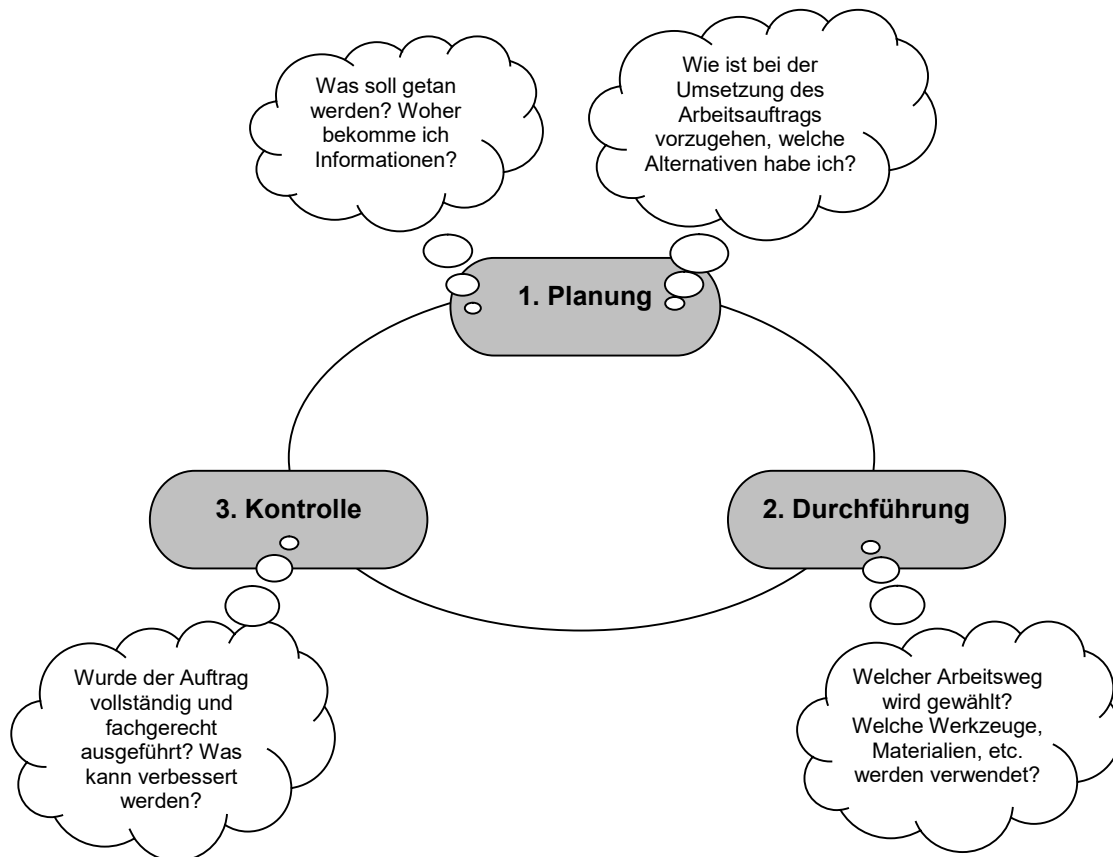 Was soll getan
werden? Woher
bekomme ich
Informationen?
Wie ist bei der
Umsetzung des
Arbeitsauftrags
vorzugehen, welche
Alternativen habe ich?
1. Planung
3. Kontrolle
2. Durchführung
Wurde der Auftrag
vollständig und
fachgerecht
ausgeführt? Was
kann verbessert
werden?
Welcher Arbeitsweg
wird gewählt?
Welche Werkzeuge,
Materialien, etc.
werden verwendet?